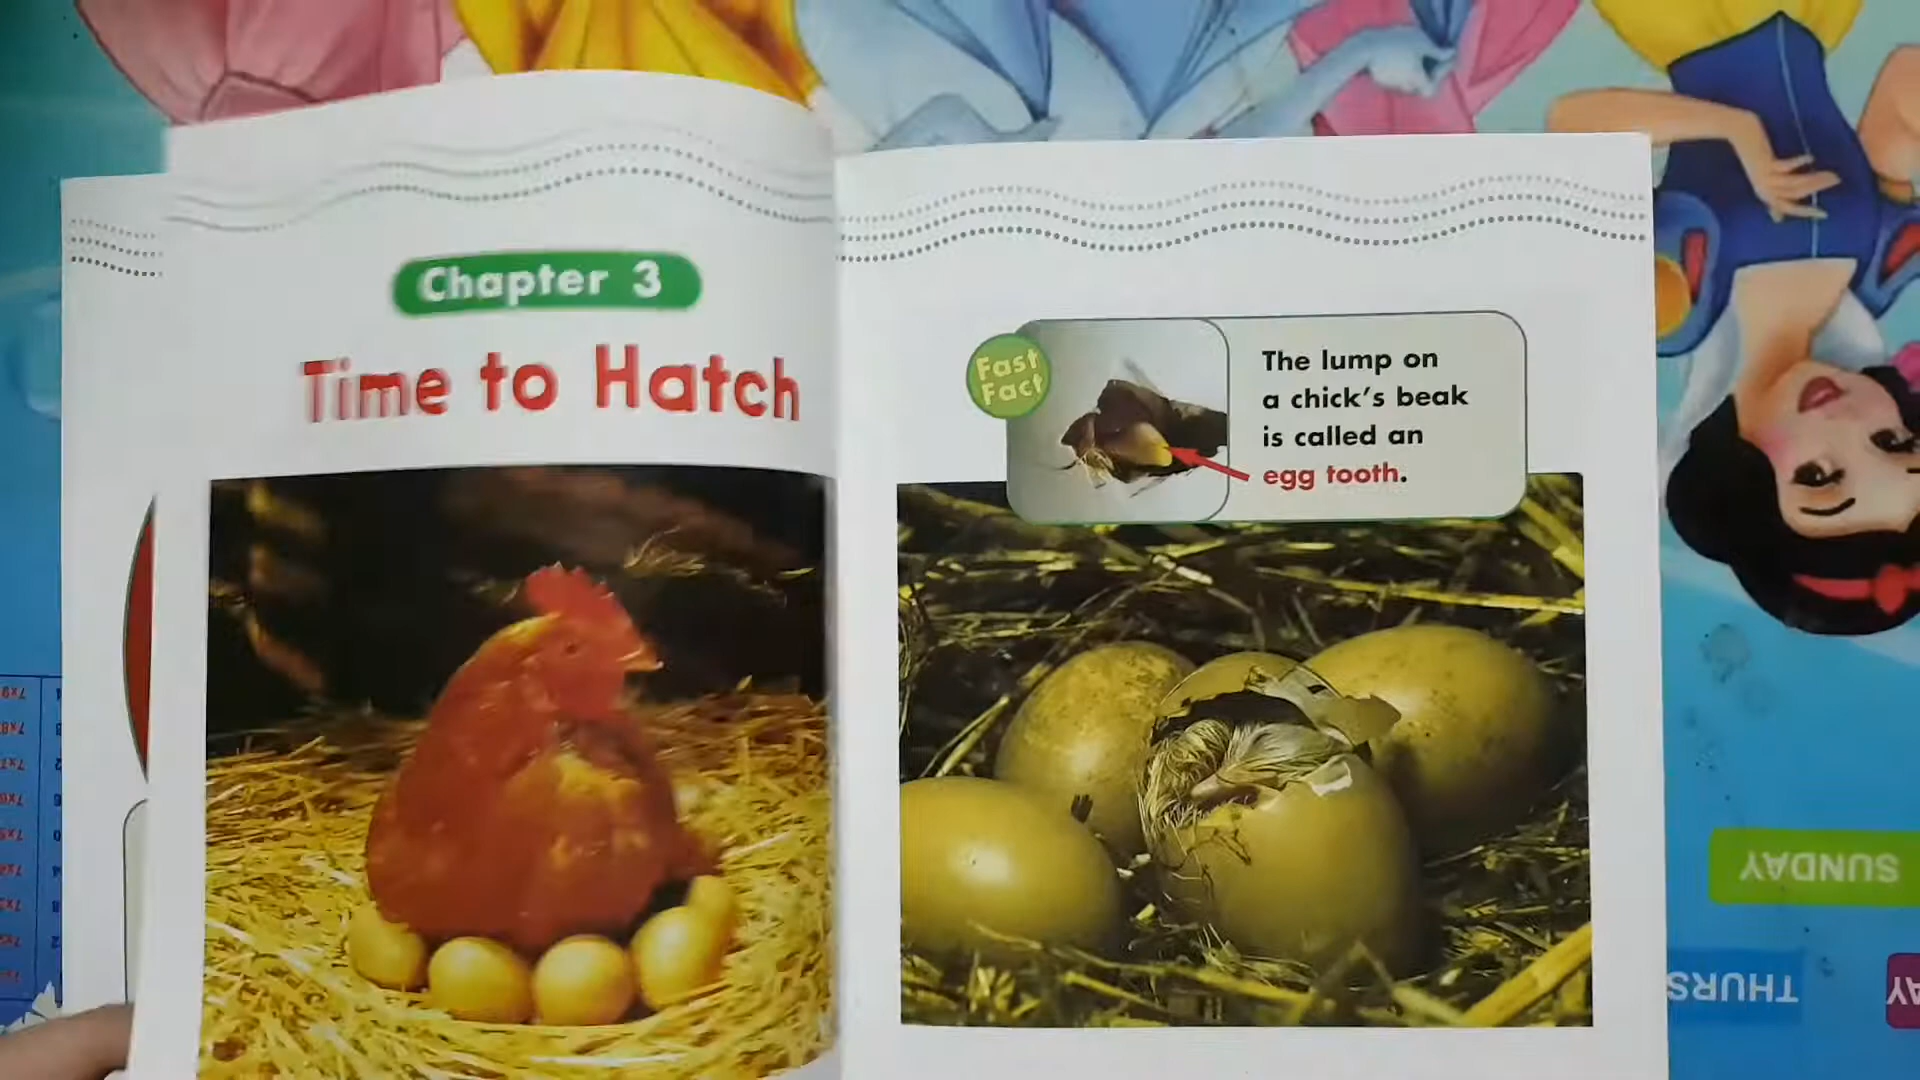 Chapter 3
Time to Hatch
Fast
Fact
The lump on
a chick's beak
is called an
egg tooth.
SUNDAY
THURS
AY